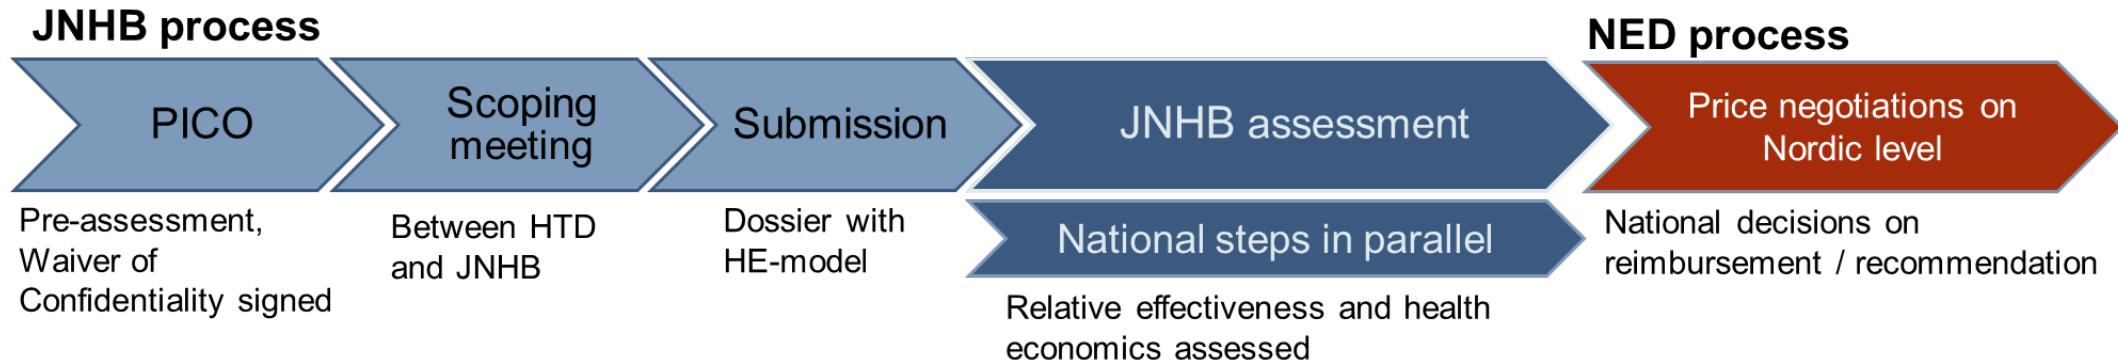 JNHB process
PICO
Pre-assessment,
Waiver of
Confidentiality signed
Scoping
meeting
Between HTD
and JNHB
Submission
Dossier with
HE-model
JNHB assessment
National steps in parallel
Relative effectiveness and health
economics assessed
NED process
Price negotiations on
Nordic level
National decisions on
reimbursement / recommendation